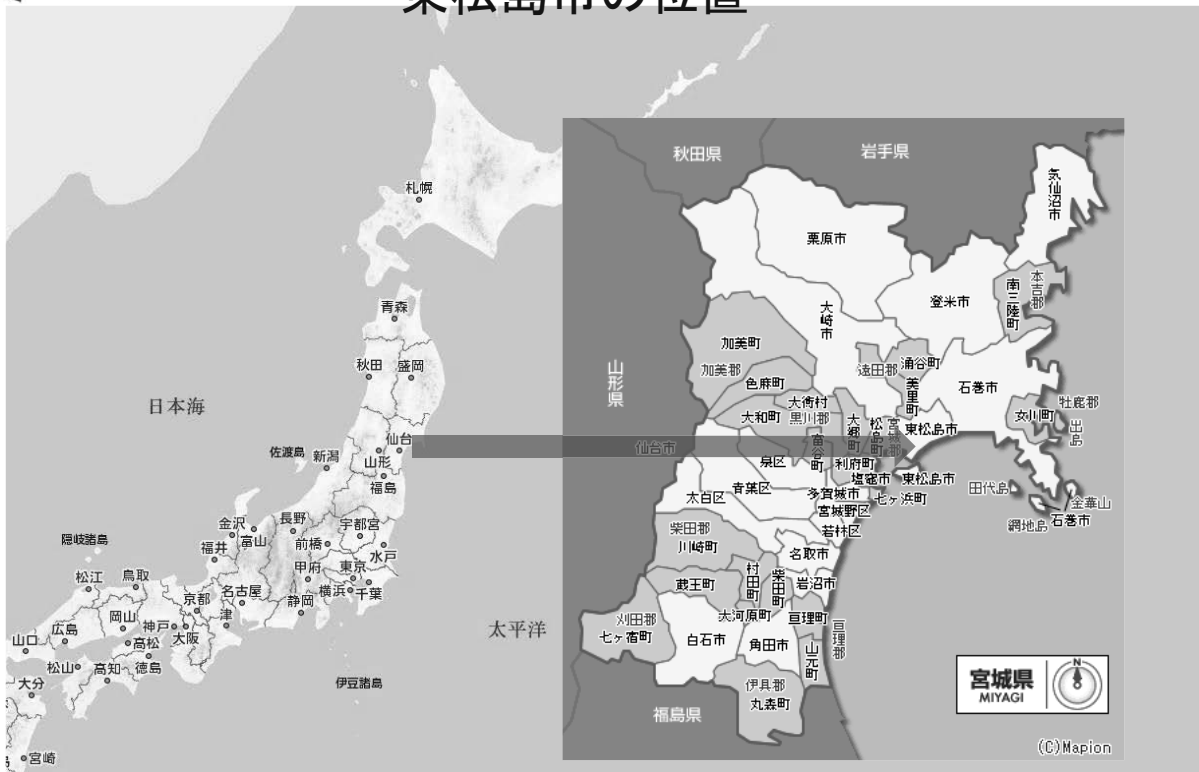 東松島市の位置
札幌
青森
秋田
盛岡
日本海
仙台
佐渡島
新潟
山形
福島
金沢
長野
宇都宮
富山
隠岐諸島
福井
前橋
水戸
松江
鳥取
甲府
東京
京都
名古屋
横浜
千葉
岡山
神戸
津
静岡
広島
大阪
山口
高松
太平洋
松山
高知
徳島
大分
伊豆諸島
宮崎
秋田県
岩手県
気仙沼市
栗原市
本吉郡
南三陸町
登米市
大崎市
加美町
山形県
加美郡
遠田郡
涌谷町
色麻町
美里町
石巻市
大衡村
黒川郡
大和町
大郷町
松島町
宮城郡
東松島市
女川町
牡鹿郡
出島
仙台市
富谷町
泉区
利府町
塩竈市
東松島市
青葉区
太白区
多賀城市
七ヶ浜町
田代島
金華山
宮城野区
網地島
石巻市
柴田郡
若林区
川崎町
名取市
蔵王町
村田町
柴田町
岩沼市
刈田郡
大河原町
亘理町
七ヶ宿町
白石市
角田市
亘理郡
山元町
伊具郡
丸森町
福島県
宮城県
MIYAGI
N
(C)Mapion